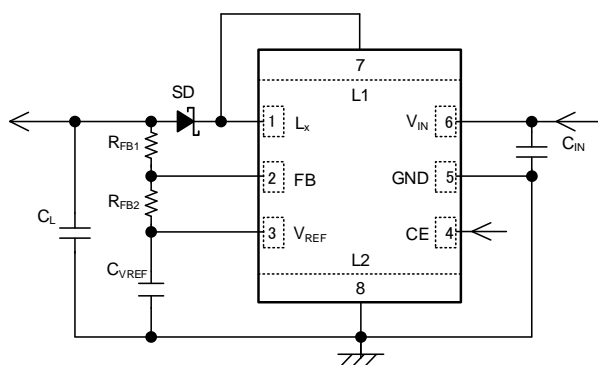 7
SD
L1
1 Lx VIN 6
RFB1
CIN
2 FB GND 5
RFB2
CL
3 VREF CE 4
L2
CVREF
8